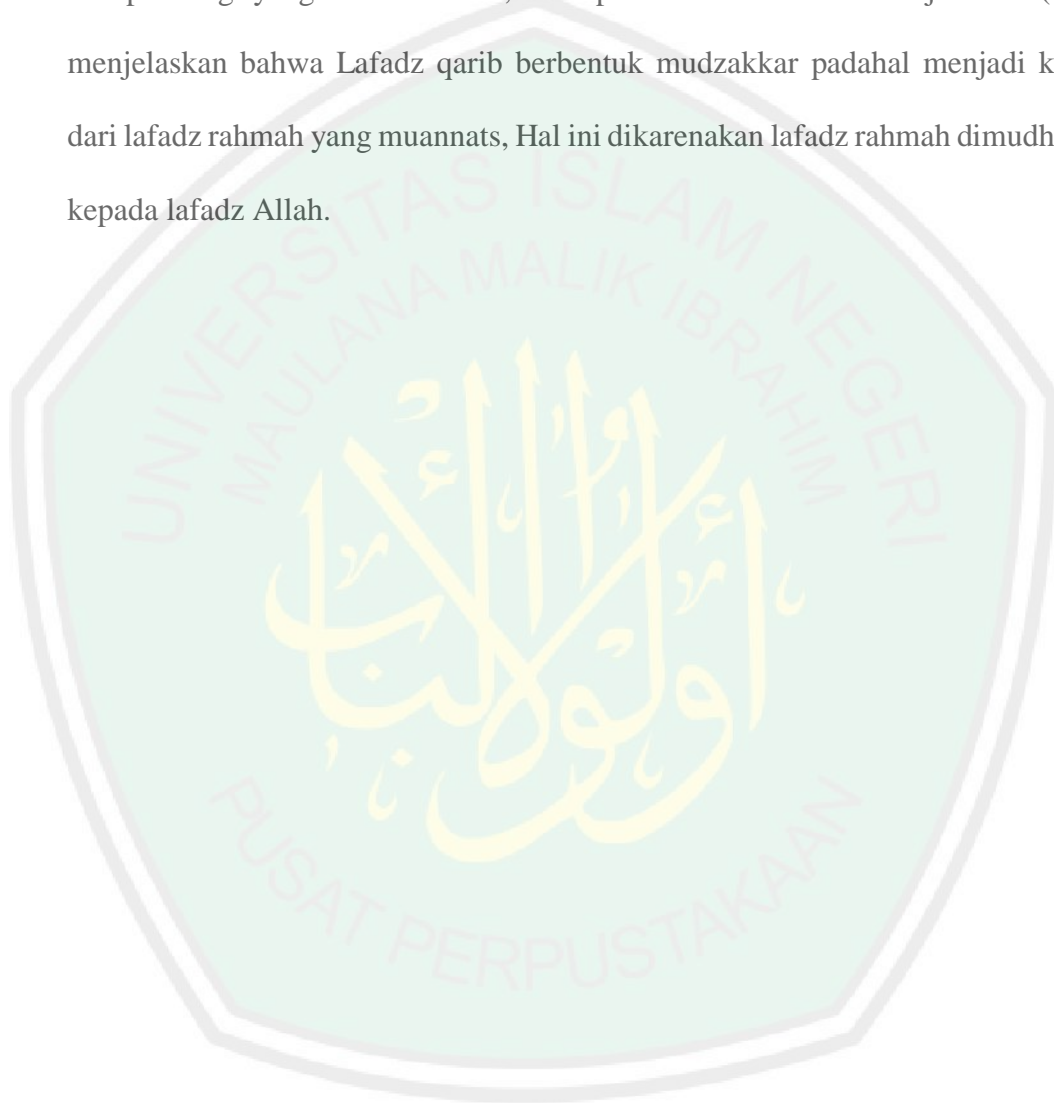 menjelaskan bahwa Lafadz qarib berbentuk mudzakkar padahal menjadi k
dari lafadz rahmah yang muannats, Hal ini dikarenakan lafadz rahmah dimudh
kepada lafadz Allah.
UNIVERSITAS ISLAM NEGERI
MAULANA MALIK IBRAHIM
أولوا الألباب
PUSAT PERPUSTAKAAN